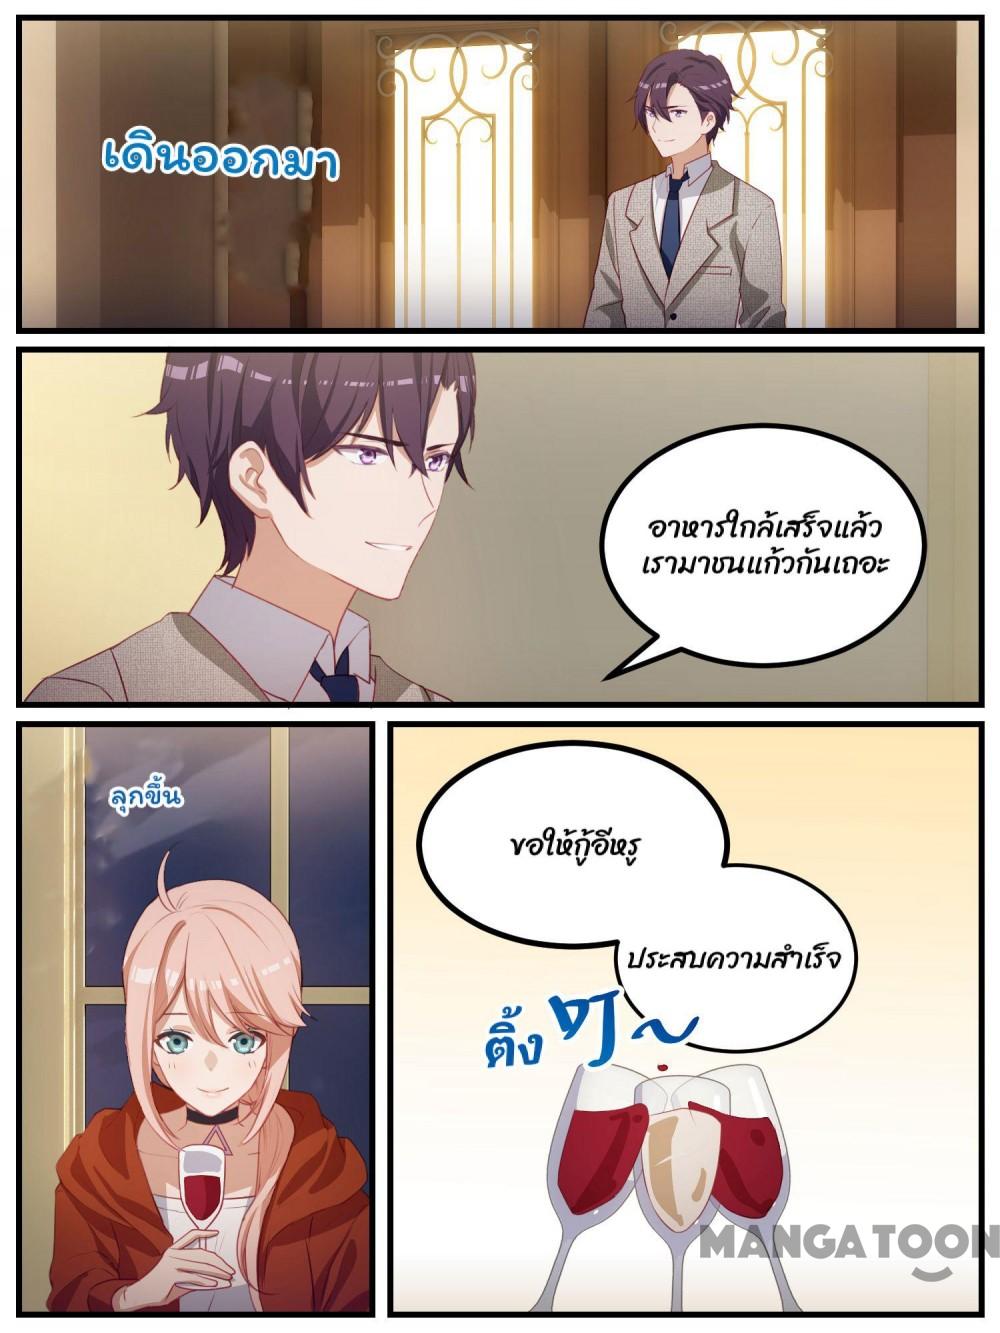 เดินออกมา
อาหารใกล้เสร็จแล้ว
เรามาชนแก้วกันเถอะ
ลุกขึ้น
ขอให้กู้อีหรู
ประสบความสำเร็จ
ติ้ง 叮~
MANGATOON